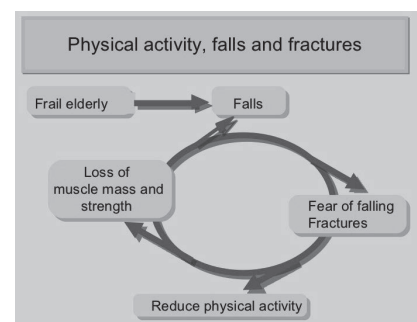 Physical activity, falls and fractures
Frail elderly
Falls
Loss of
muscle mass and
strength
Fear of falling
Fractures
Reduce physical activity